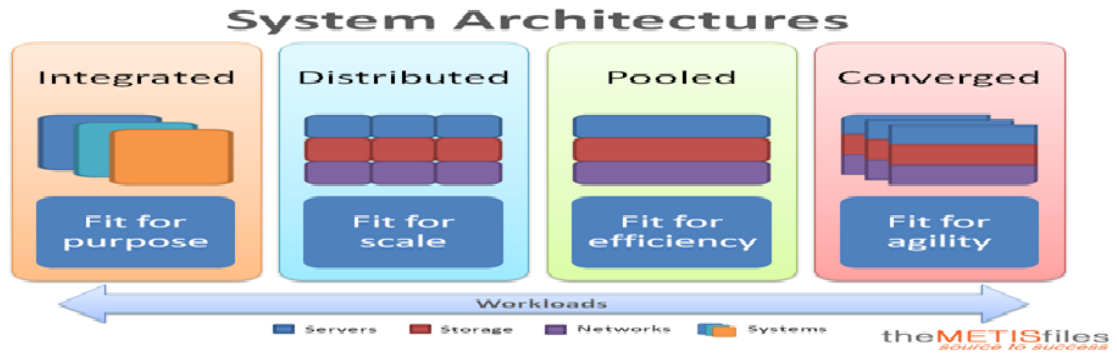 System Architectures
Integrated
Distributed
Pooled
Converged
Fit for
purpose
Fit for
scale
Fit for
efficiency
Fit for
agility
Workloads
Servers Storage Networks Systems
theMETISfiles
source to success